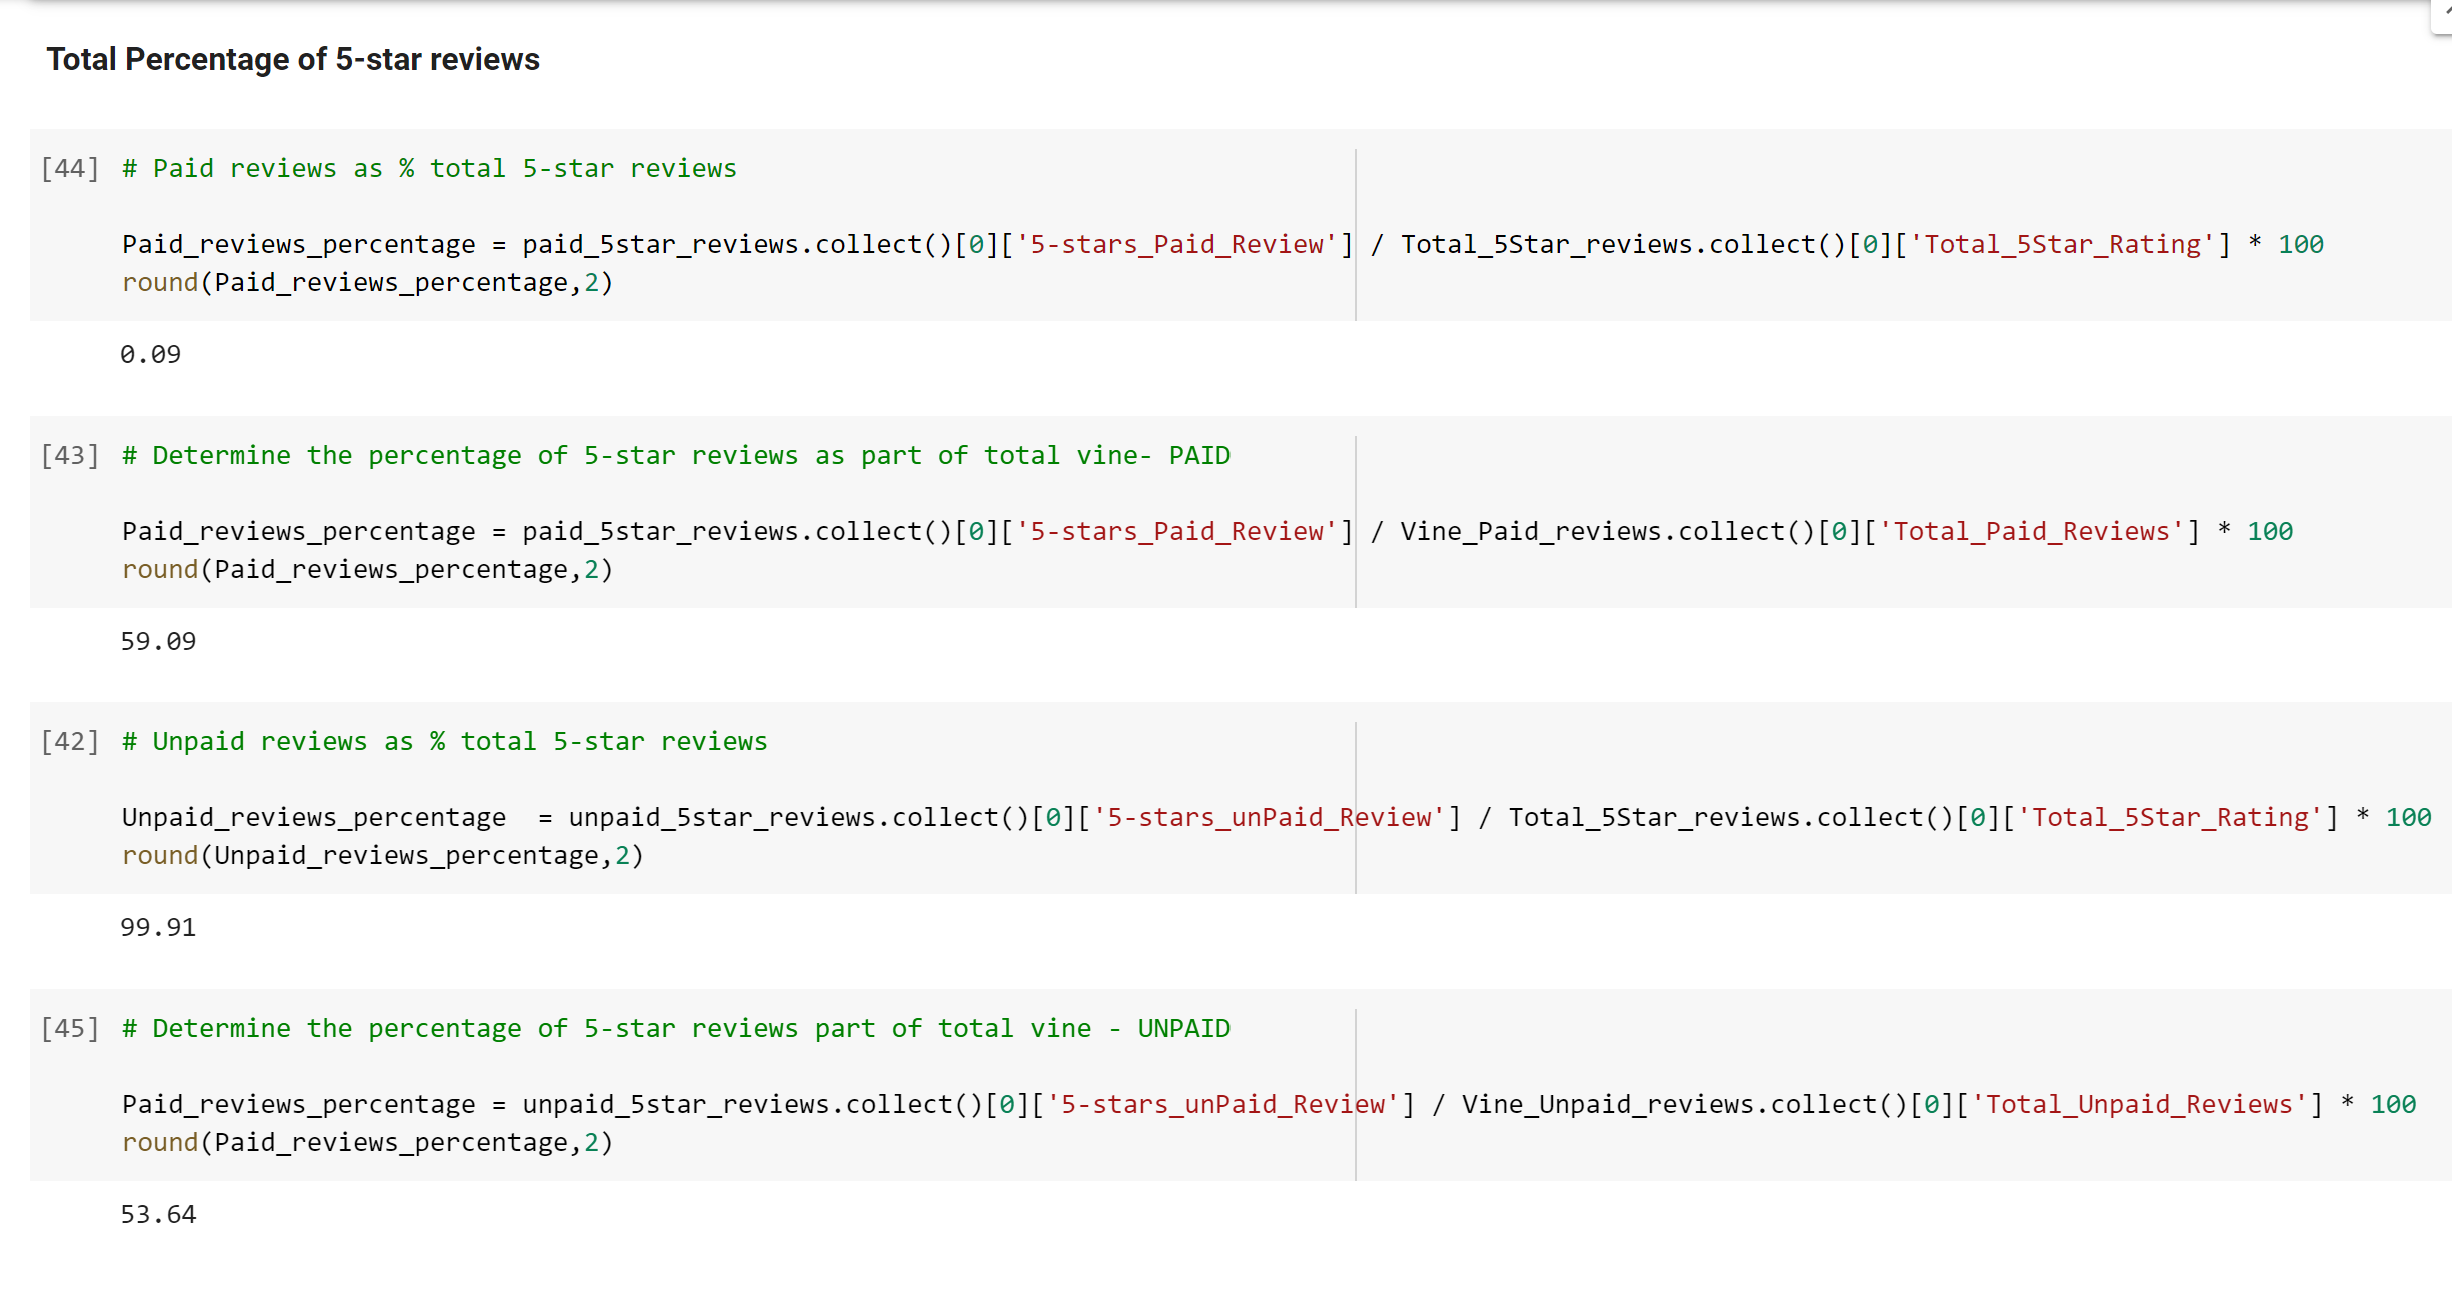 Total Percentage of 5-star reviews
[44] # Paid reviews as % total 5-star reviews
Paid_reviews_percentage = paid_5star_reviews.collect()[0]['5-stars_Paid_Review'] / Total_5Star_reviews.collect()[0]['Total_5Star_Rating'] * 100
round(Paid_reviews_percentage,2)
0.09
[43] # Determine the percentage of 5-star reviews as part of total vine- PAID
Paid_reviews_percentage = paid_5star_reviews.collect()[0]['5-stars_Paid_Review'] / Vine_Paid_reviews.collect()[0]['Total_Paid_Reviews'] * 100
round(Paid_reviews_percentage,2)
59.09
[42] # Unpaid reviews as % total 5-star reviews
Unpaid_reviews_percentage  = unpaid_5star_reviews.collect()[0]['5-stars_unPaid_Review'] / Total_5Star_reviews.collect()[0]['Total_5Star_Rating'] * 100
round(Unpaid_reviews_percentage,2)
99.91
[45] # Determine the percentage of 5-star reviews part of total vine - UNPAID
Paid_reviews_percentage = unpaid_5star_reviews.collect()[0]['5-stars_unPaid_Review'] / Vine_Unpaid_reviews.collect()[0]['Total_Unpaid_Reviews'] * 100
round(Paid_reviews_percentage,2)
53.64